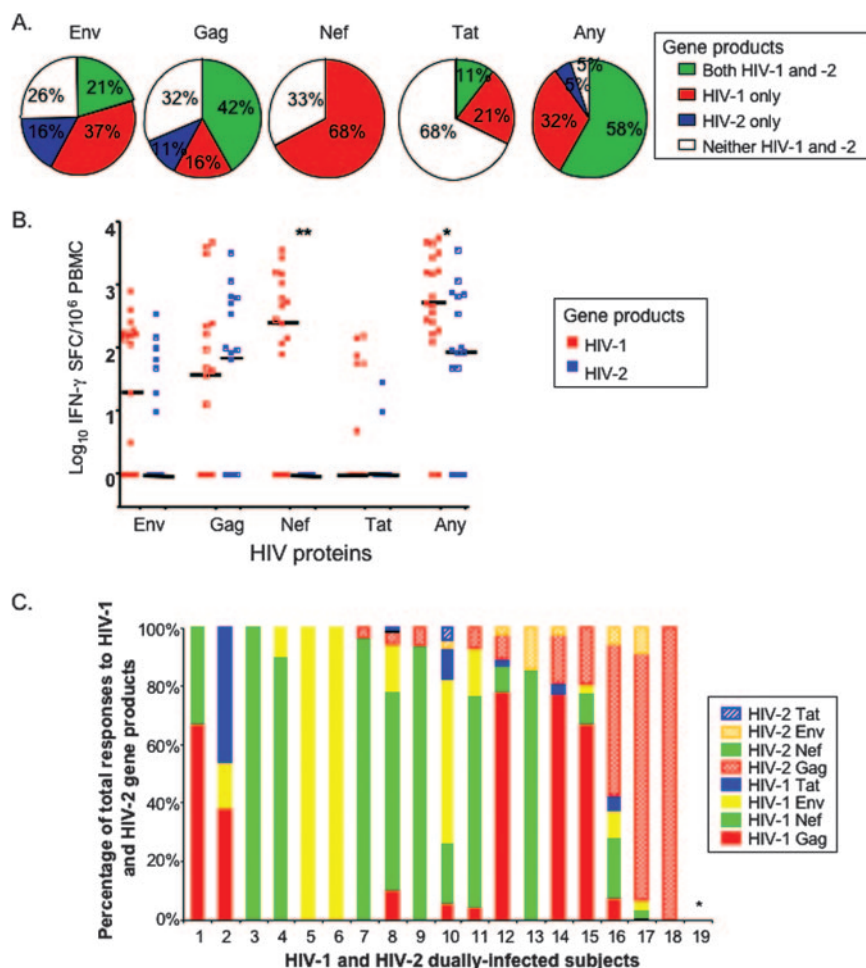 A.
Env Gag Nef Tat Any
21%
37%
16%
26%
42%
16%
11%
32%
68%
33%
11%
21%
68%
58%
32%
5%
5%
Gene products
Both HIV-1 and -2
HIV-1 only
HIV-2 only
Neither HIV-1 and -2
B.
Log10 IFN-γ SFC/10⁶ PBMC
4
3
2
1
0
**
*
Env Gag Nef Tat Any
HIV proteins
Gene products
HIV-1
HIV-2
C.
Percentage of total responses to HIV-1
and HIV-2 gene products
100%
80%
60%
40%
20%
0%
*
1 2 3 4 5 6 7 8 9 10 11 12 13 14 15 16 17 18 19
HIV-1 and HIV-2 dually-infected subjects
HIV-2 Tat
HIV-2 Env
HIV-2 Nef
HIV-2 Gag
HIV-1 Tat
HIV-1 Env
HIV-1 Nef
HIV-1 Gag